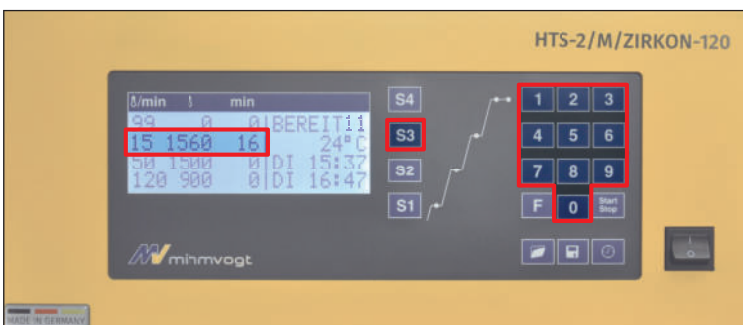 HTS-2/M/ZIRKON-120
°/min ° min
99 0 0|BEREIT
15 1560 16 24°C
50 1500 0|DI 15:37
120 900 0|DI 16:47
S4
S3
S2
S1
1 2 3
4 5 6
7 8 9
F 0 Start Stop
mihmvogt
MADE IN GERMANY